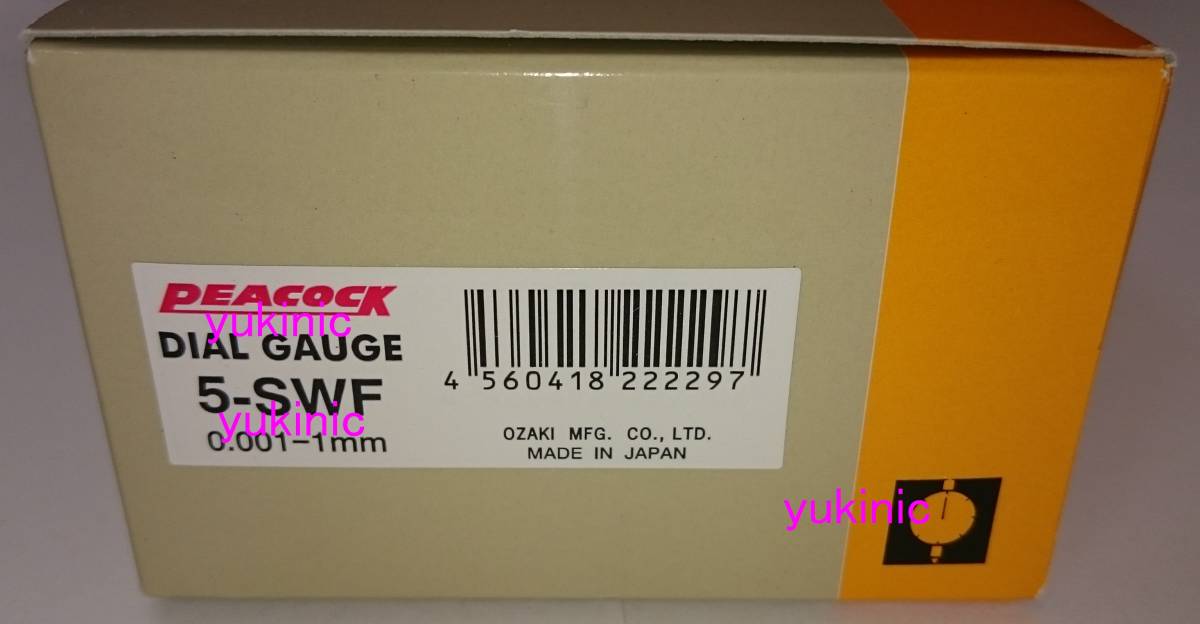 PEACOCK
yukinic
DIAL GAUGE
5-SWF
yukinic
0.001-1mm
4 560418 222297
OZAKI MFG. CO., LTD.
MADE IN JAPAN
yukinic